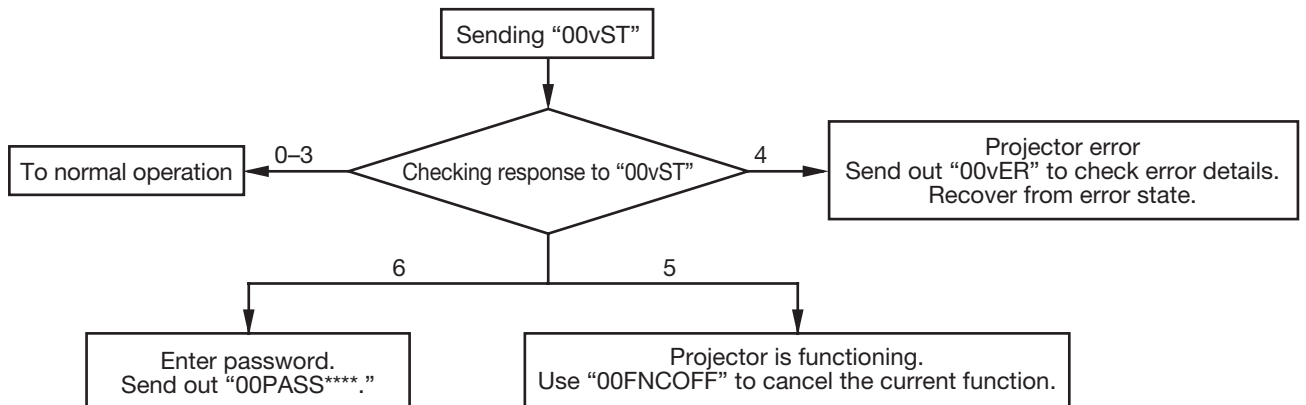 Sending “00vST”
0–3
4
To normal operation
Checking response to “00vST”
Projector error
Send out “00vER” to check error details.
Recover from error state.
6
5
Enter password.
Send out “00PASS****.”
Projector is functioning.
Use “00FNCOFF” to cancel the current function.